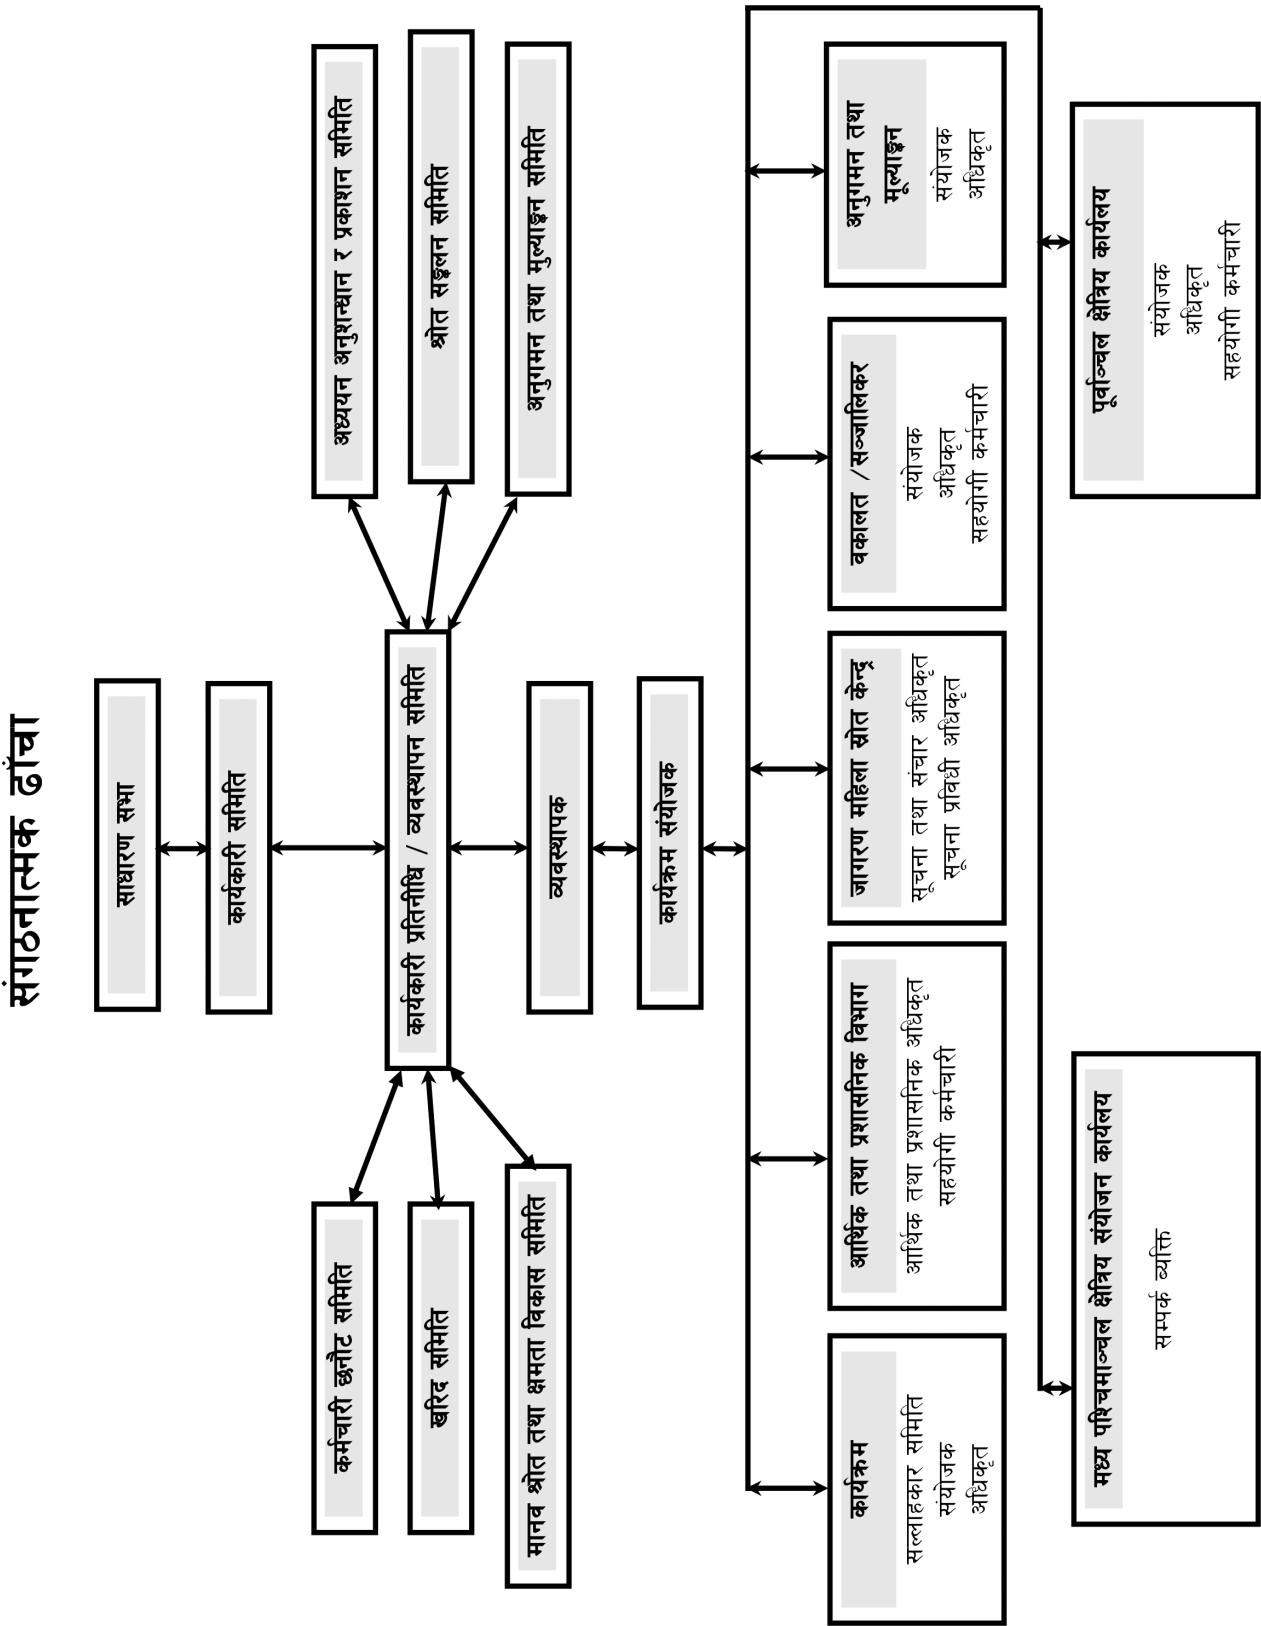 संगठनात्मक ढाँचा
साधारण सभा
कार्यकारी समिति
कर्मचारी छनौट समिति
खरिद समिति
मानव श्रोत तथा क्षमता विकास समिति
कार्यकारी प्रतिनीधि / व्यवस्थापन समिति
अध्ययन अनुशन्धान र प्रकाशन समिति
श्रोत सङ्कलन समिति
अनुगमन तथा मुल्याङ्कन समिति
व्यवस्थापक
कार्यक्रम संयोजक
कार्यक्रम
सल्लाहकार समिति
संयोजक
अधिकृत
आर्थिक तथा प्रशासनिक विभाग
आर्थिक तथा प्रशासनिक अधिकृत
सहयोगी कर्मचारी
जागरण महिला स्रोत केन्द्र
सूचना तथा संचार अधिकृत
सूचना प्रविधी अधिकृत
वकालत /सञ्जालिकर
संयोजक
अधिकृत
सहयोगी कर्मचारी
अनुगमन तथा
मूल्याङ्कन
संयोजक
अधिकृत
मध्य पश्चिमाञ्चल क्षेत्रिय संयोजन कार्यलय
सम्पर्क ब्यक्ति
पूर्वाञ्चल क्षेत्रिय कार्यलय
संयोजक
अधिकृत
सहयोगी कर्मचारी